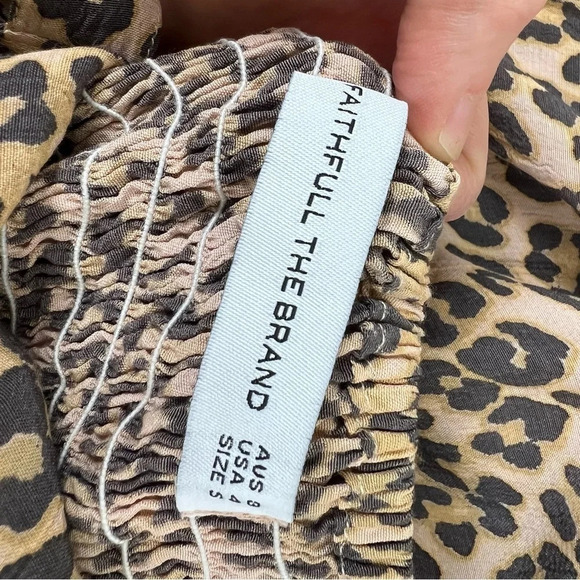 FAITHFULL THE BRAND
AUS 8
USA 4
SIZE S